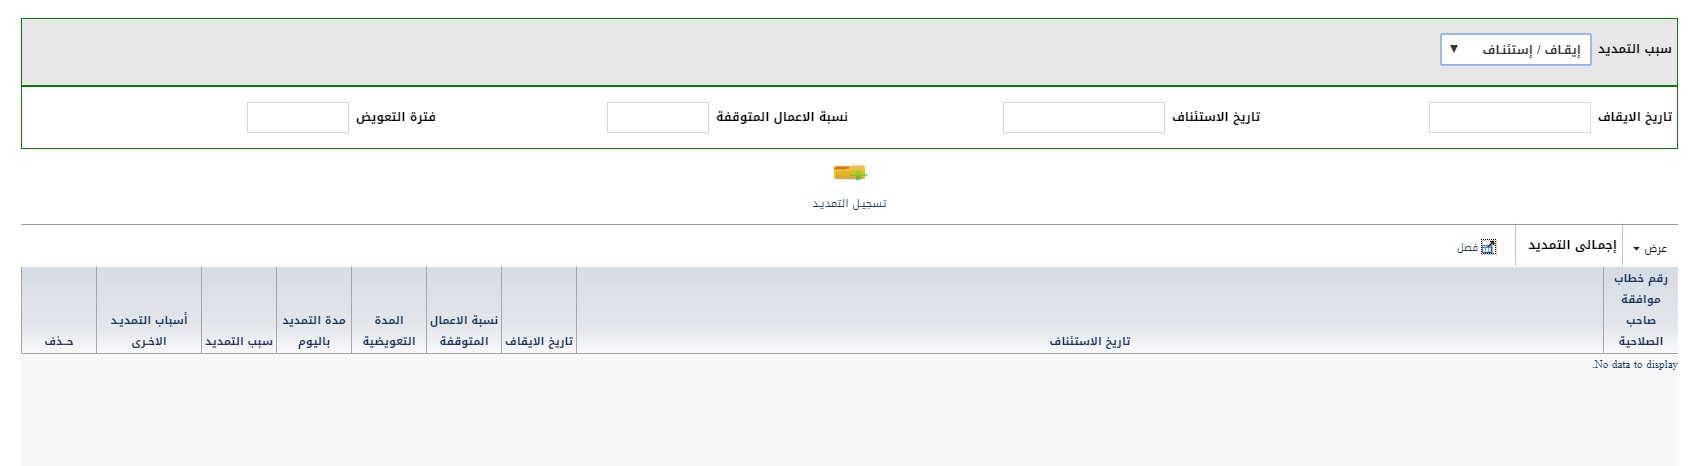 سبب التمديد إيقاف / إستئناف
تاريخ الايقاف تاريخ الاستئناف نسبة الاعمال المتوقفة فترة التعويض
تسجيل التمديد
عرض إجمالى التمديد فصل
رقم خطاب
موافقة
صاحب
الصلاحية
تاريخ الاستئناف
تاريخ الايقاف
نسبة الاعمال
المتوقفة
المدة
التعويضية
مدة التمديد
باليوم
سبب التمديد
أسباب التمديد
الاخرى
حذف
No data to display.